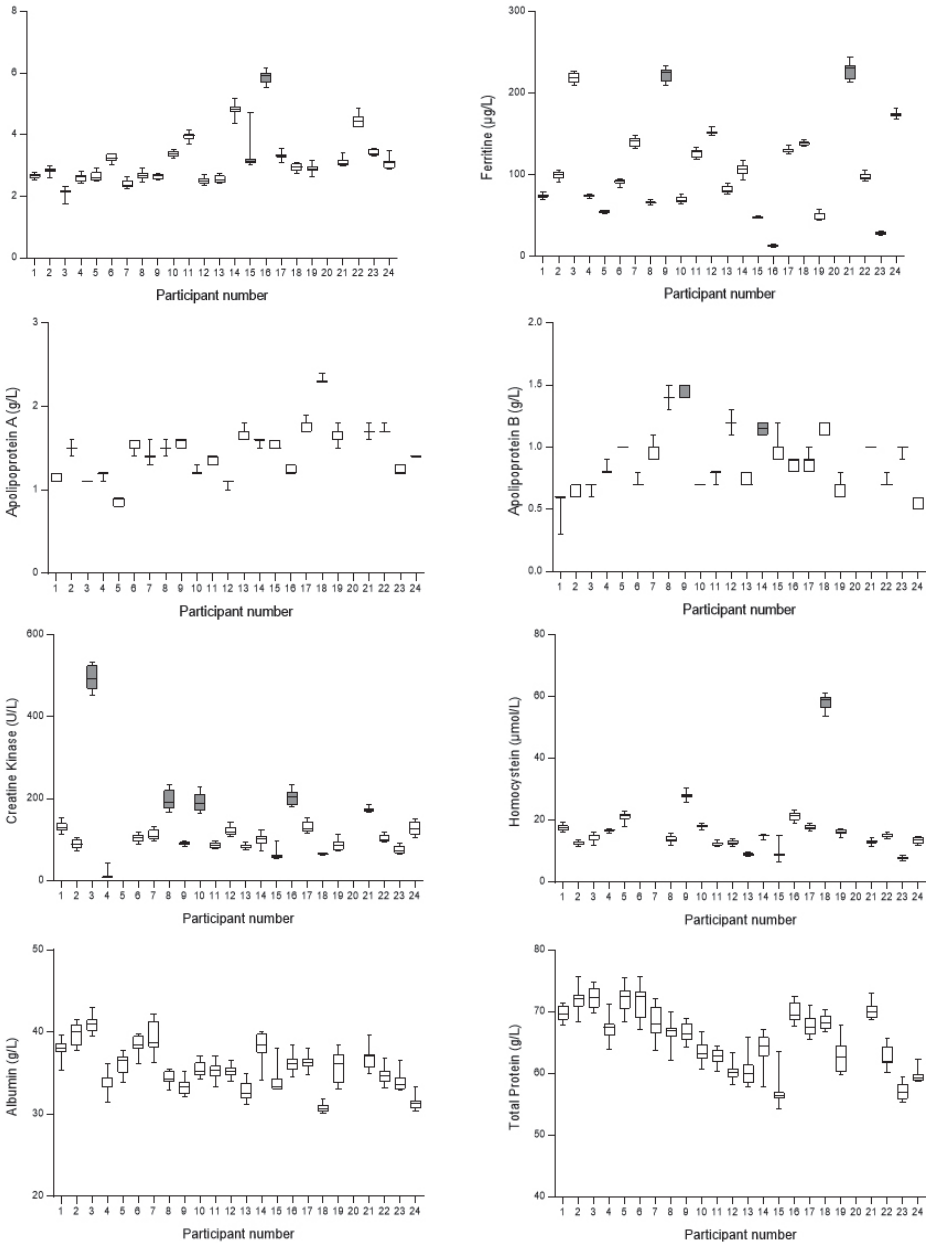 8
6
4
2
0
1 2 3 4 5 6 7 8 9 10 11 12 13 14 15 16 17 18 19 20 21 22 23 24
Participant number
Ferritine (µg/L)
300
200
100
0
1 2 3 4 5 6 7 8 9 10 11 12 13 14 15 16 17 18 19 20 21 22 23 24
Participant number
Apolipoprotein A (g/L)
3
2
1
0
1 2 3 4 5 6 7 8 9 10 11 12 13 14 15 16 17 18 19 20 21 22 23 24
Participant number
Apolipoprotein B (g/L)
2.0
1.5
1.0
0.5
0.0
1 2 3 4 5 6 7 8 9 10 11 12 13 14 15 16 17 18 19 20 21 22 23 24
Participant number
Creatine Kinase (U/L)
600
400
200
0
1 2 3 4 5 6 7 8 9 10 11 12 13 14 15 16 17 18 19 20 21 22 23 24
Participant number
Homocystein (µmol/L)
80
60
40
20
0
1 2 3 4 5 6 7 8 9 10 11 12 13 14 15 16 17 18 19 20 21 22 23 24
Participant number
Albumin (g/L)
50
40
30
20
1 2 3 4 5 6 7 8 9 10 11 12 13 14 15 16 17 18 19 20 21 22 23 24
Participant number
Total Protein (g/L)
80
70
60
50
40
1 2 3 4 5 6 7 8 9 10 11 12 13 14 15 16 17 18 19 20 21 22 23 24
Participant number